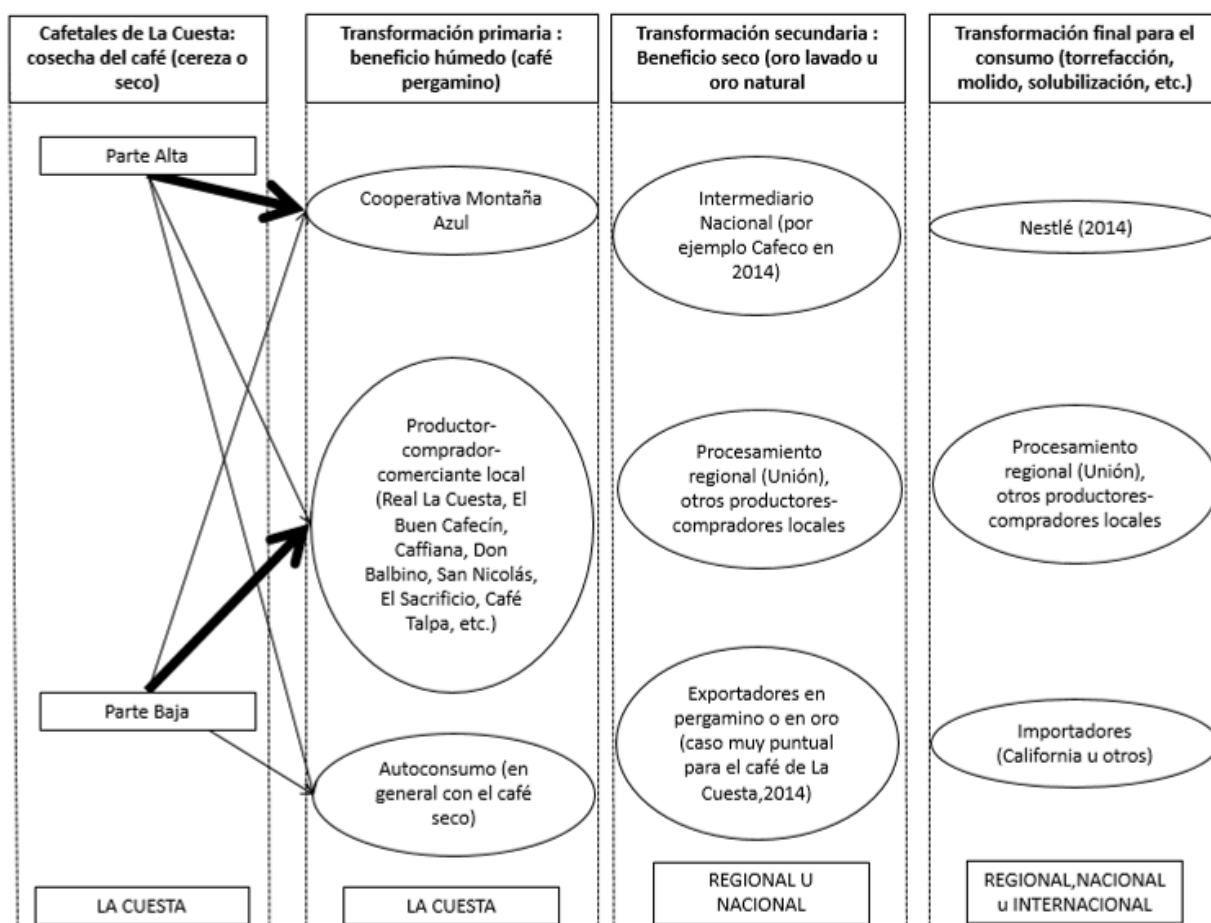 Cafetales de La Cuesta:
cosecha del café (cereza o
seco)
Transformación primaria :
beneficio húmedo (café
pergamino)
Transformación secundaria :
Beneficio seco (oro lavado u
oro natural
Transformación final para el
consumo (torrefacción,
molido, solubilización, etc.)
Parte Alta
Parte Baja
LA CUESTA
Cooperativa Montaña
Azul
Productor-
comprador-
comerciante local
(Real La Cuesta, El
Buen Cafecín,
Caffiana, Don
Balbino, San Nicolás,
El Sacrificio, Café
Talpa, etc.)
Autoconsumo (en
general con el café
seco)
LA CUESTA
Intermediario
Nacional (por
ejemplo Cafeco en
2014)
Procesamiento
regional (Unión),
otros productores-
compradores locales
Exportadores en
pergamino o en oro
(caso muy puntual
para el café de La
Cuesta,2014)
REGIONAL U
NACIONAL
Nestlé (2014)
Procesamiento
regional (Unión),
otros productores-
compradores locales
Importadores
(California u otros)
REGIONAL,NACIONAL
u INTERNACIONAL